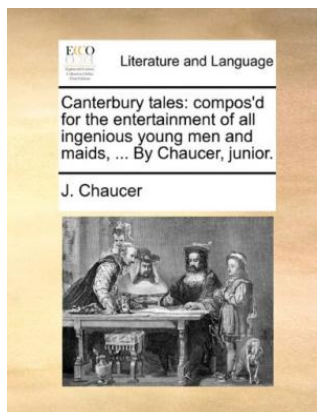 ECCO
Literature and Language
Canterbury tales: compos'd
for the entertainment of all
ingenious young men and
maids, ... By Chaucer, junior.
J. Chaucer